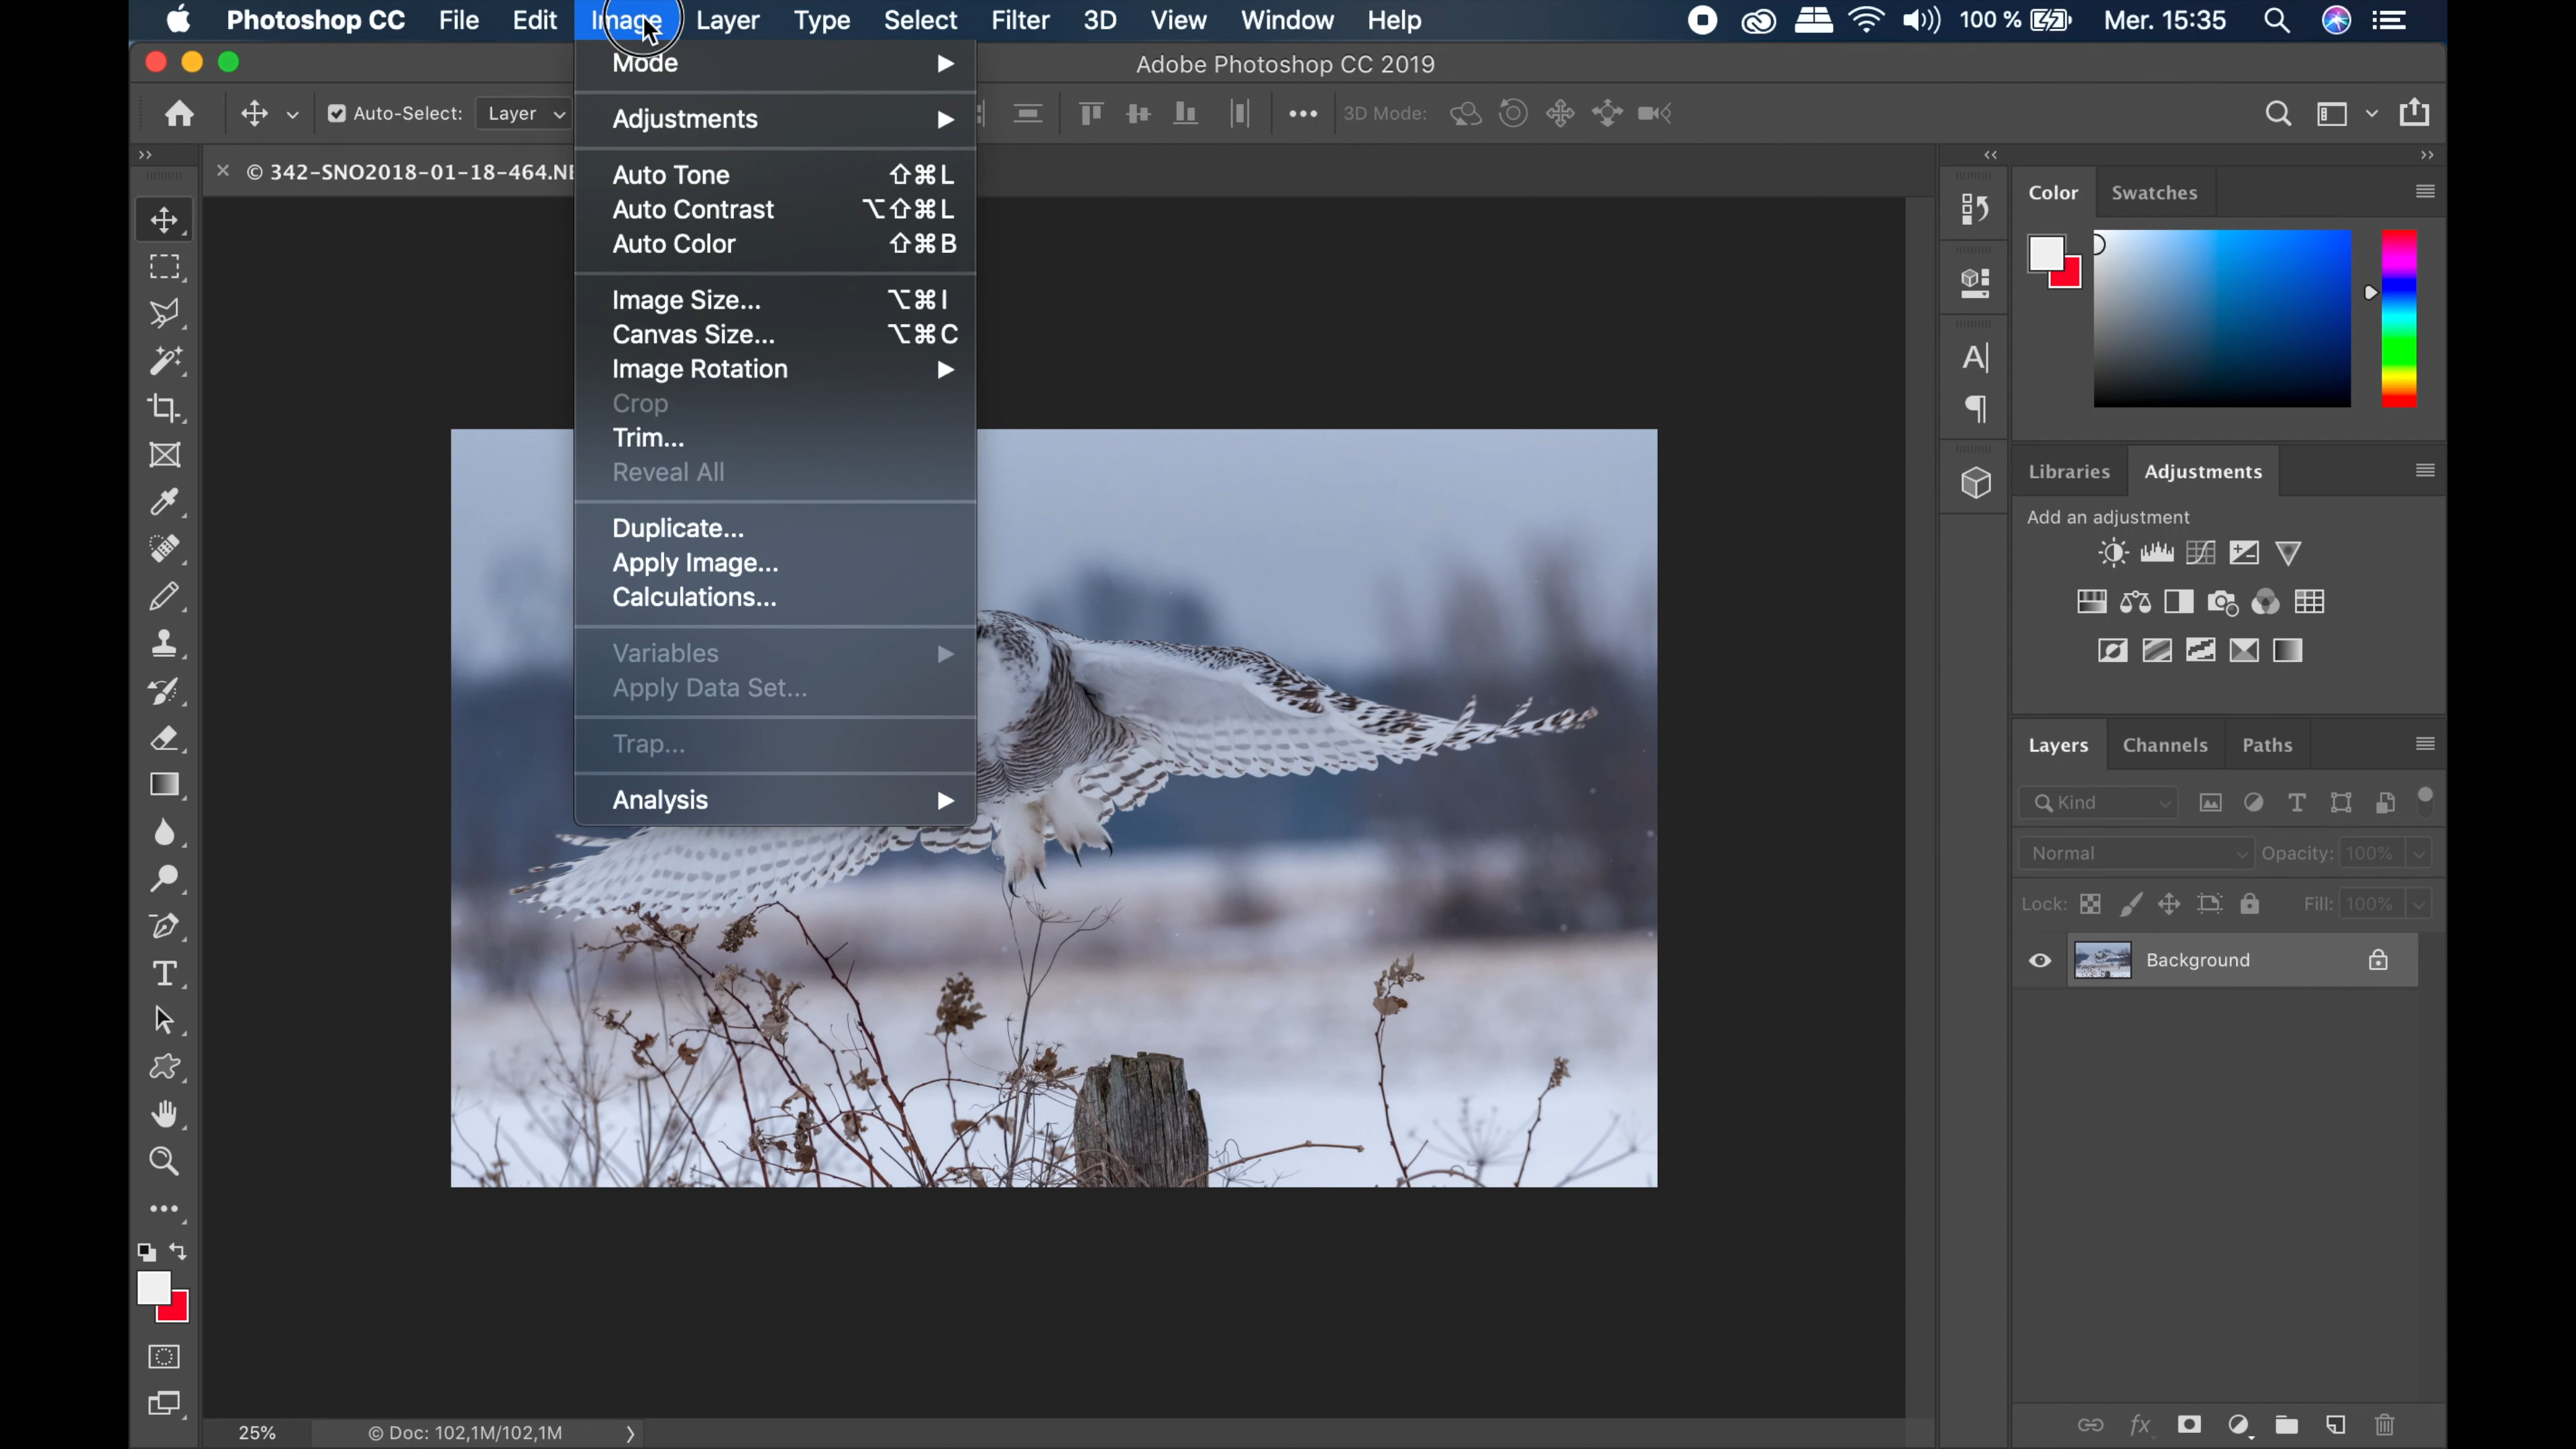 Photoshop CC File Edit Image Layer Type Select Filter 3D View Window Help 100 % Mer. 15:35
Adobe Photoshop CC 2019
Auto-Select: Layer 3D Mode:
© 342-SNO2018-01-18-464.NE
Mode
Adjustments
Auto Tone ⇧⌘L
Auto Contrast ⌥⇧⌘L
Auto Color ⇧⌘B
Image Size... ⌥⌘I
Canvas Size... ⌥⌘C
Image Rotation
Crop
Trim...
Reveal All
Duplicate...
Apply Image...
Calculations...
Variables
Apply Data Set...
Trap...
Analysis
Color Swatches
Libraries Adjustments
Add an adjustment
Layers Channels Paths
Kind
Normal Opacity: 100%
Lock: Fill: 100%
Background
25% © Doc: 102,1M/102,1M